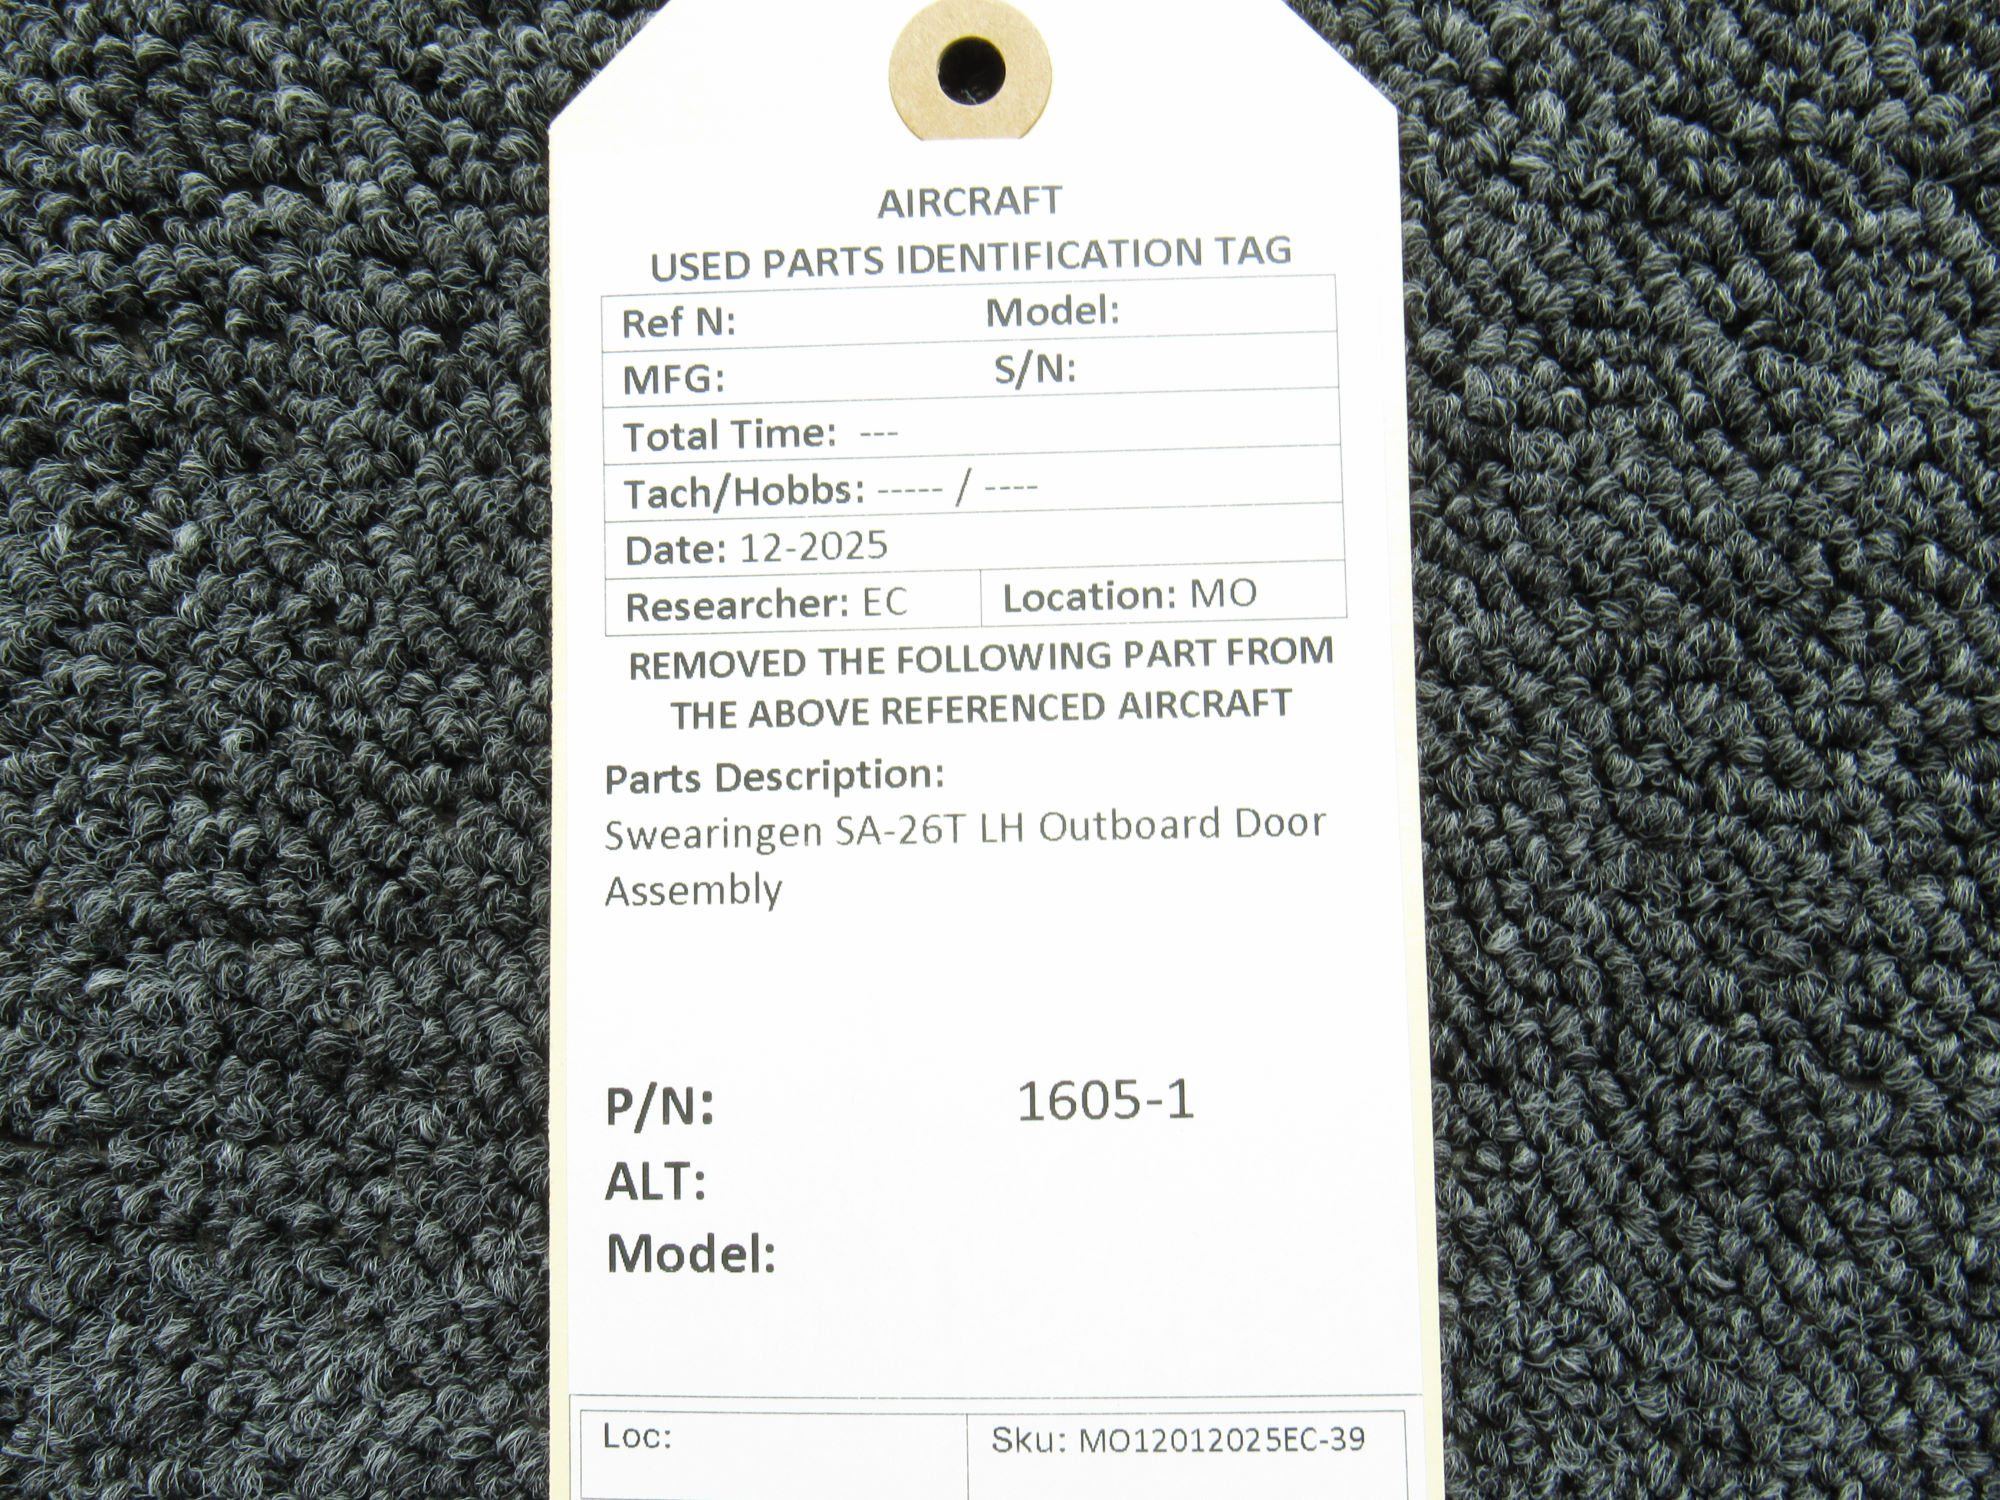 AIRCRAFT
USED PARTS IDENTIFICATION TAG
Ref N: Model:
MFG: S/N:
Total Time: ---
Tach/Hobbs: ----- / ----
Date: 12-2025
Researcher: EC Location: MO
REMOVED THE FOLLOWING PART FROM
THE ABOVE REFERENCED AIRCRAFT
Parts Description:
Swearingen SA-26T LH Outboard Door
Assembly
P/N: 1605-1
ALT:
Model:
Loc: Sku: MO12012025EC-39